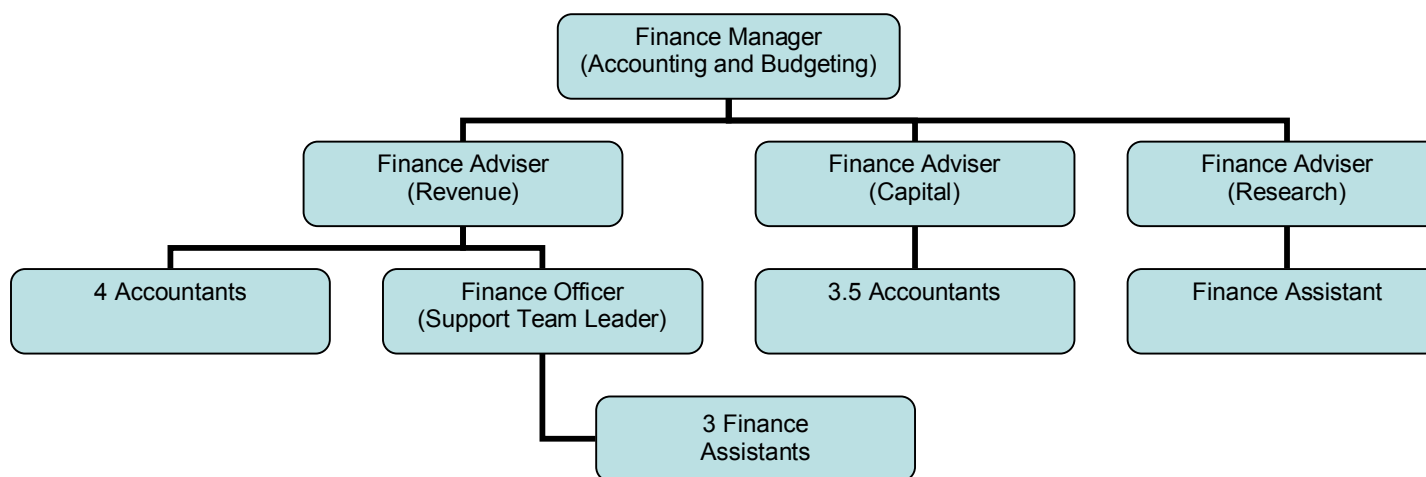 Finance Manager
(Accounting and Budgeting)
Finance Adviser
(Revenue)
Finance Adviser
(Capital)
Finance Adviser
(Research)
4 Accountants
Finance Officer
(Support Team Leader)
3.5 Accountants
Finance Assistant
3 Finance
Assistants